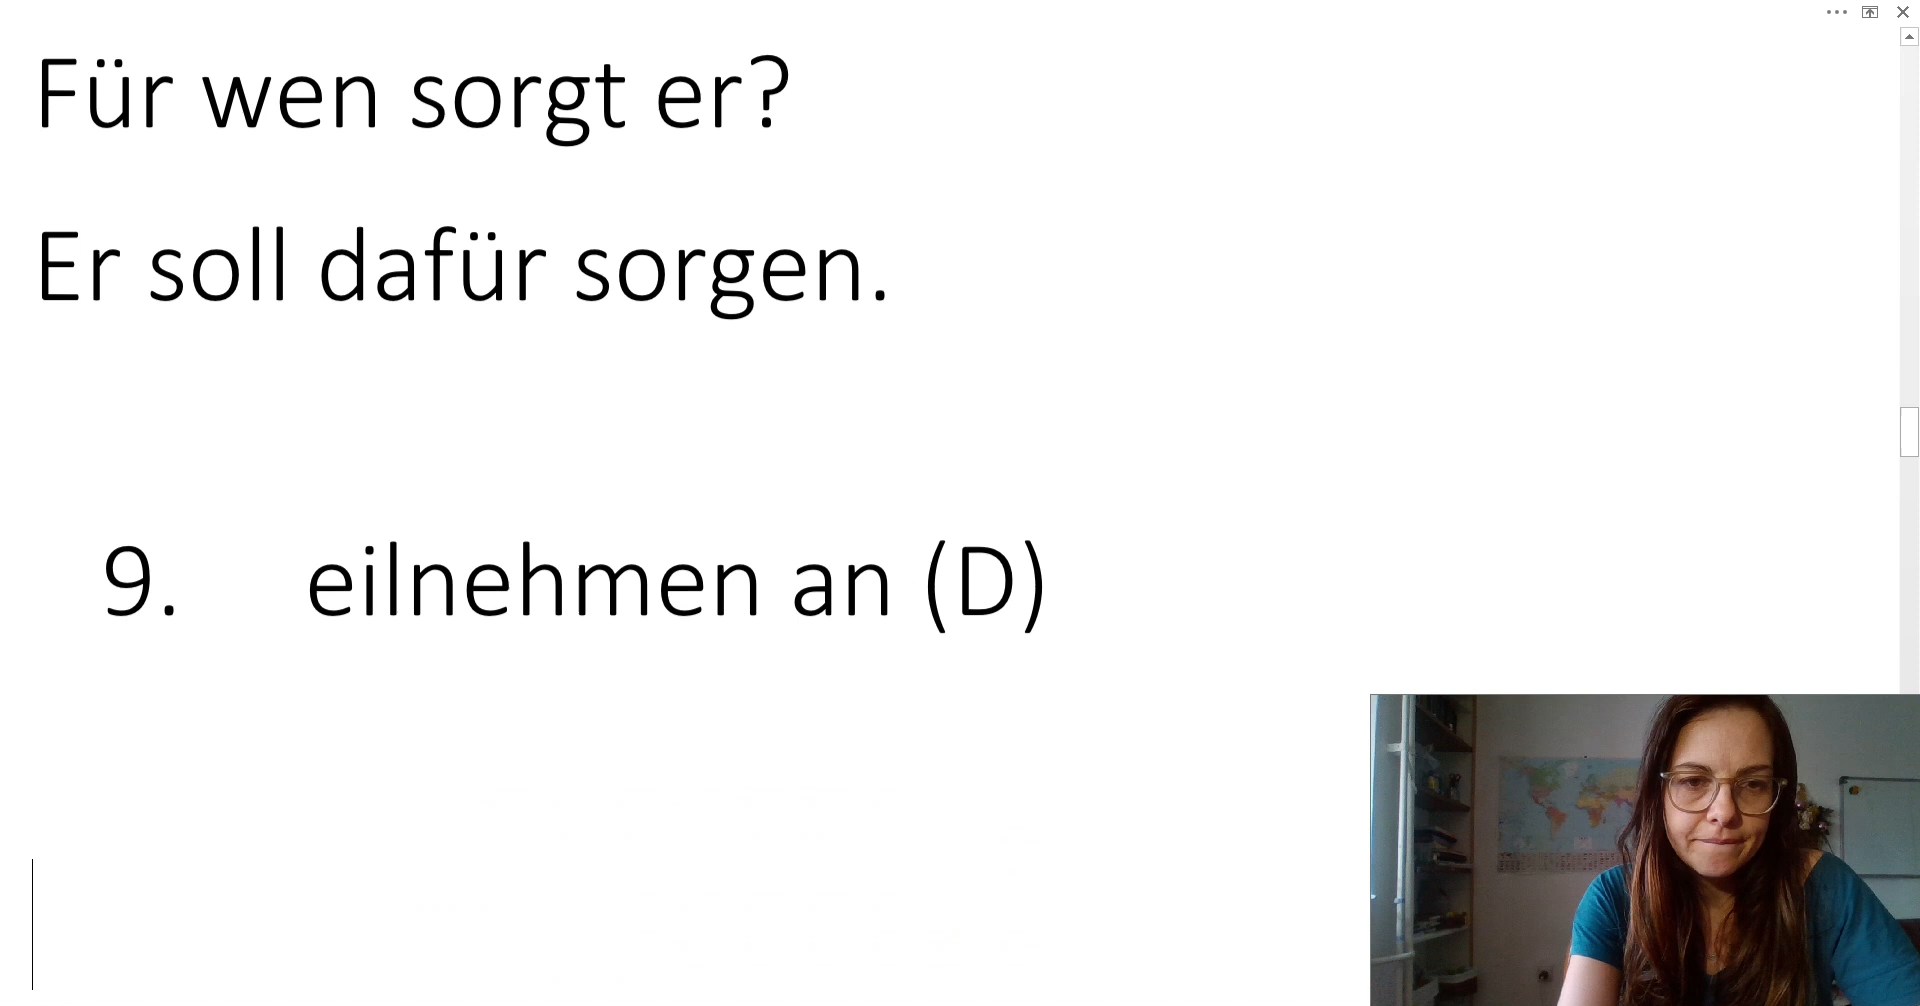 Für wen sorgt er?
Er soll dafür sorgen.
9. eilnehmen an (D)